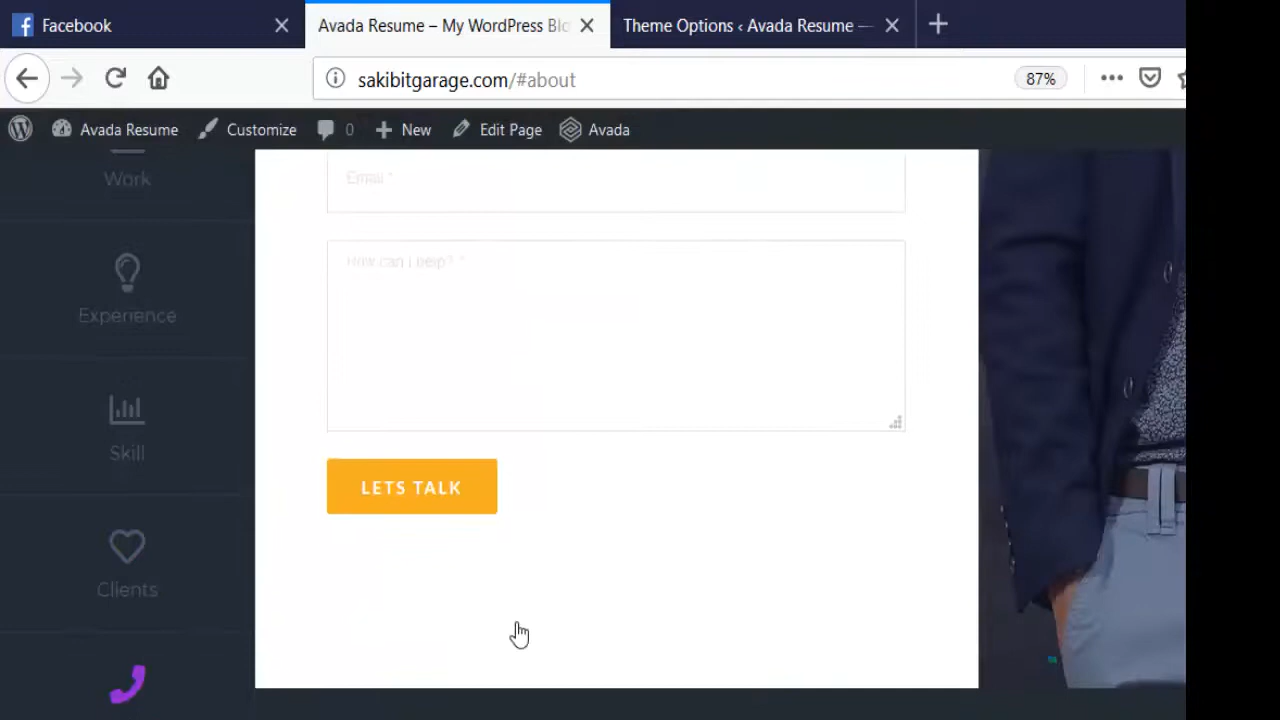 Facebook
Avada Resume – My WordPress Blo
Theme Options ‹ Avada Resume —
sakibitgarage.com/#about
87%
Avada Resume
Customize
0
New
Edit Page
Avada
Work
Experience
Skill
Clients
Email *
How can I help? *
LETS TALK